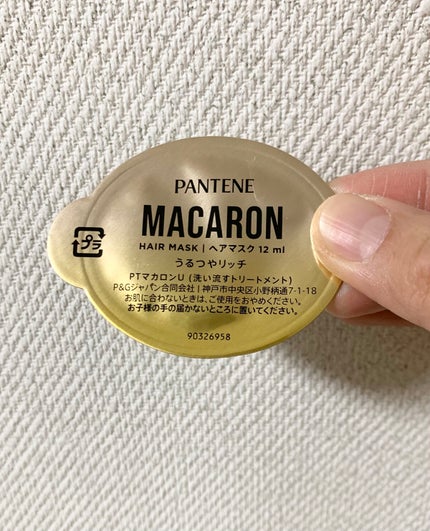 PANTENE
MACARON
HAIR MASK | ヘアマスク 12 ml
うるつやリッチ
プラ
PTマカロンU (洗い流すトリートメント)
P&Gジャパン合同会社 | 神戸市中央区小野柄通7-1-18
お肌に合わないときは、ご使用をおやめください。
お子様の手の届かないところに置いてください。
90326958